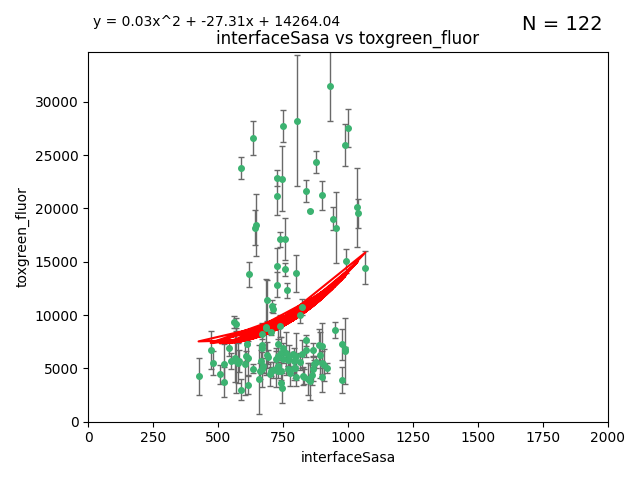 y = 0.03x^2 + -27.31x + 14264.04
N = 122
interfaceSasa vs toxgreen_fluor
toxgreen_fluor
30000
25000
20000
15000
10000
5000
0
0 250 500 750 1000 1250 1500 1750 2000
interfaceSasa